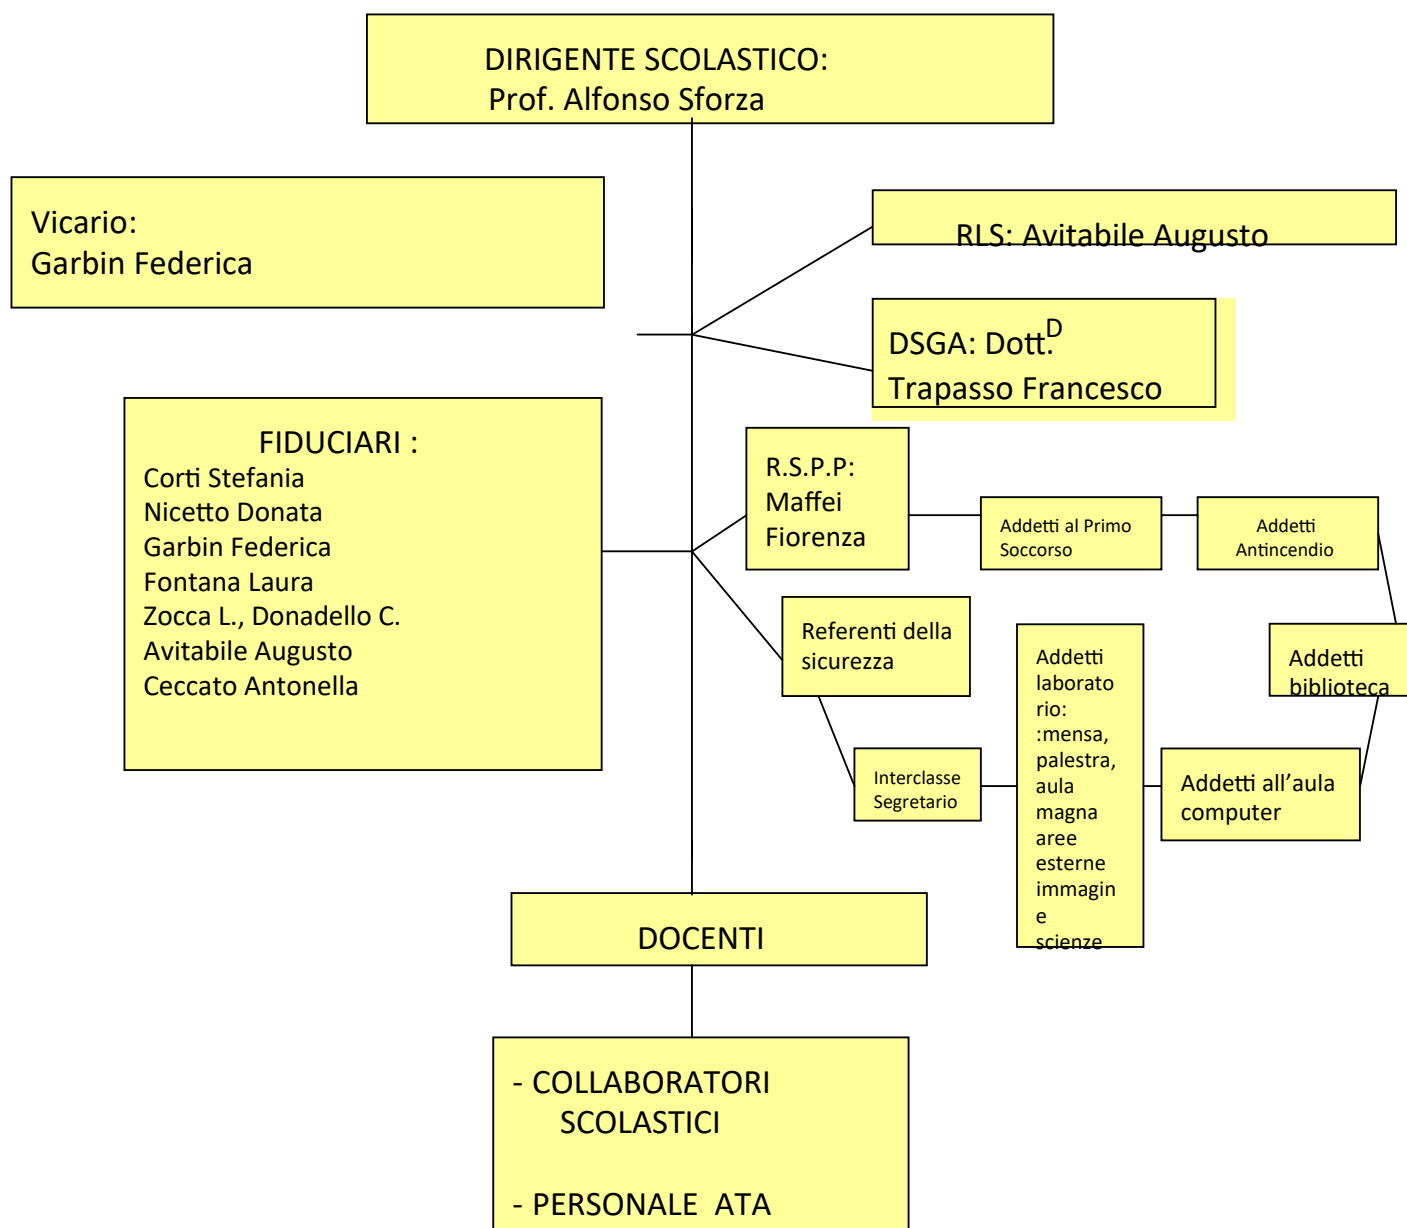 DIRIGENTE SCOLASTICO:
Prof. Alfonso Sforza
Vicario:
Garbin Federica
RLS: Avitabile Augusto
DSGA: Dott.D
Trapasso Francesco
FIDUCIARI :
Corti Stefania
Nicetto Donata
Garbin Federica
Fontana Laura
Zocca L., Donadello C.
Avitabile Augusto
Ceccato Antonella
R.S.P.P:
Maffei
Fiorenza
Addetti al Primo
Soccorso
Addetti
Antincendio
Referenti della
sicurezza
Addetti
laborato
rio:
:mensa,
palestra,
aula
magna
aree
esterne
immagin
e
scienze
Addetti
biblioteca
Interclasse
Segretario
Addetti all’aula
computer
DOCENTI
- COLLABORATORI
SCOLASTICI
- PERSONALE ATA